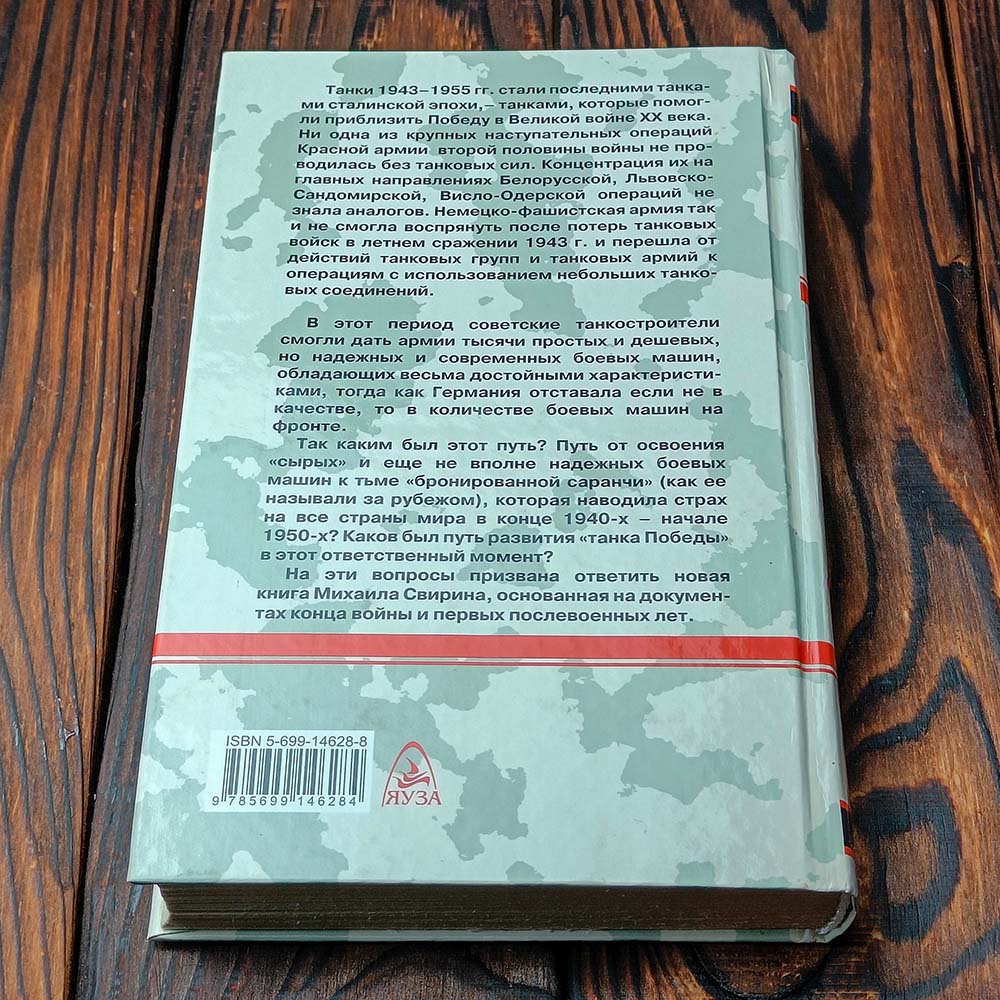 Танки 1943–1955 гг. стали последними танка-
ми сталинской эпохи,– танками, которые помог-
ли приблизить Победу в Великой войне XX века.
Ни одна из крупных наступательных операций
Красной армии второй половины войны не про-
водилась без танковых сил. Концентрация их на
главных направлениях Белорусской, Львовско-
Сандомирской, Висло-Одерской операций не
знала аналогов. Немецко-фашистская армия так
и не смогла воспрянуть после потерь танковых
войск в летнем сражении 1943 г. и перешла от
действий танковых групп и танковых армий к
операциям с использованием небольших танко-
вых соединений.
В этот период советские танкостроители
смогли дать армии тысячи простых и дешевых,
но надежных и современных боевых машин,
обладающих весьма достойными характеристи-
ками, тогда как Германия отставала если не в
качестве, то в количестве боевых машин на
фронте.
Так каким был этот путь? Путь от освоения
«сырых» и еще не вполне надежных боевых
машин к тьме «бронированной саранчи» (как ее
называли за рубежом), которая наводила страх
на все страны мира в конце 1940-х – начале
1950-х? Каков был путь развития «танка Победы»
в этот ответственный момент?
На эти вопросы призвана ответить новая
книга Михаила Свирина, основанная на докумен-
тах конца войны и первых послевоенных лет.
ISBN 5-699-14628-8
9 785699 146284
ЯУЗА